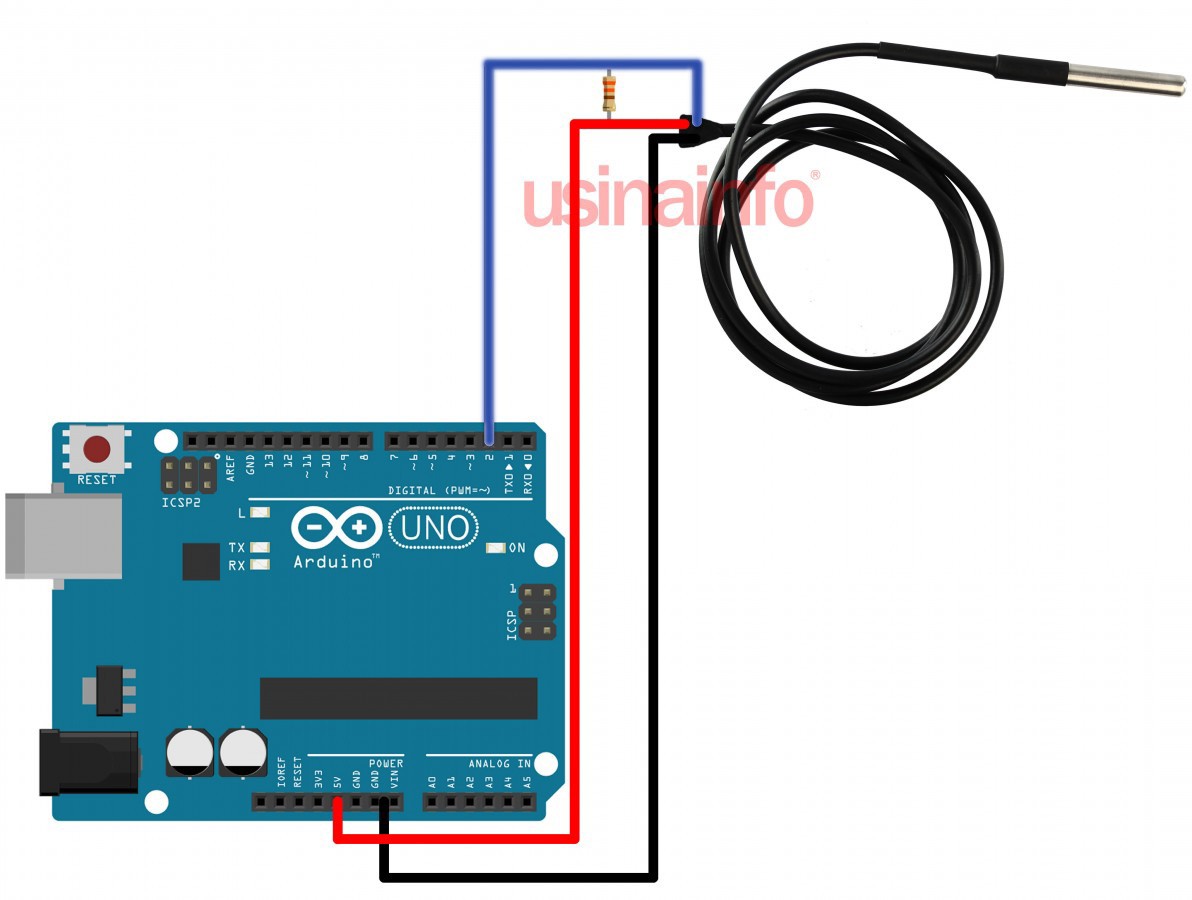 usinainfo®
RESET
ICSP2
AREF
GND
13
12
~11
~10
~9
8
7
~6
~5
4
~3
2
TX0▶1
RX0◀0
DIGITAL (PWM=~)
L
TX
RX
UNO
Arduino™
ON
1
ICSP
POWER
ANALOG IN
IOREF
RESET
3V3
5V
GND
GND
VIN
A0
A1
A2
A3
A4
A5